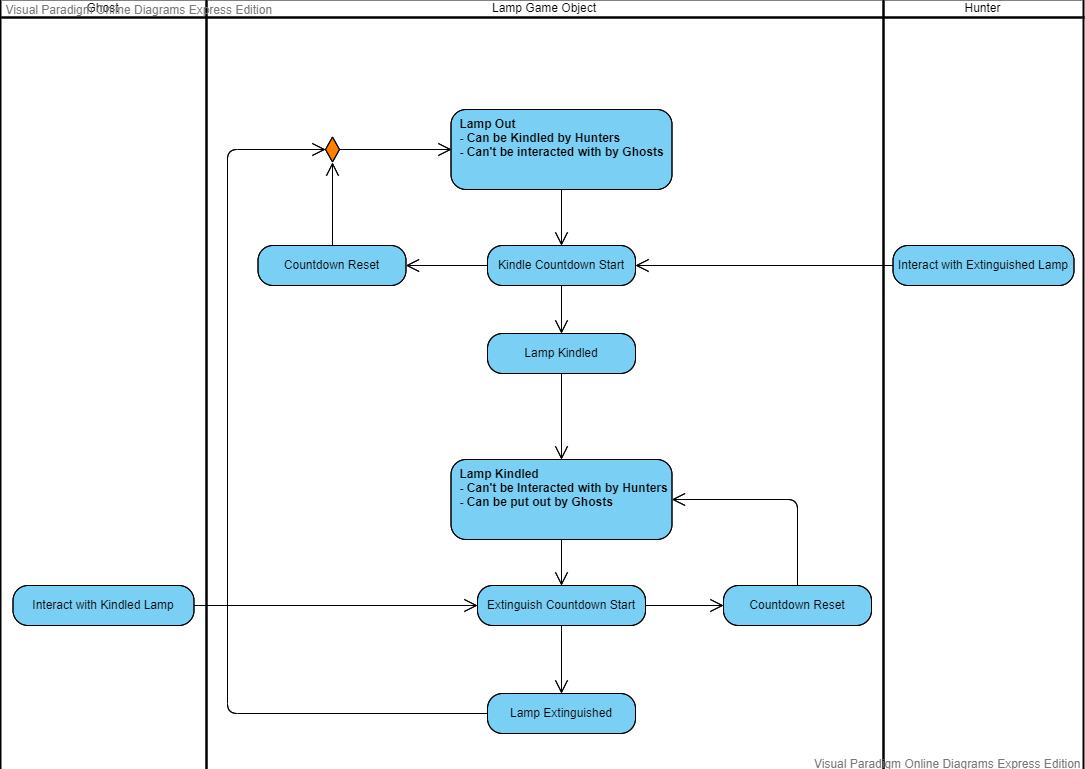 Visual Paradigm Online Diagrams Express Edition
Ghost
Lamp Game Object
Hunter
Lamp Out
- Can be Kindled by Hunters
- Can't be interacted with by Ghosts
Countdown Reset
Kindle Countdown Start
Interact with Extinguished Lamp
Lamp Kindled
Lamp Kindled
- Can't be Interacted with by Hunters
- Can be put out by Ghosts
Interact with Kindled Lamp
Extinguish Countdown Start
Countdown Reset
Lamp Extinguished
Visual Paradigm Online Diagrams Express Edition